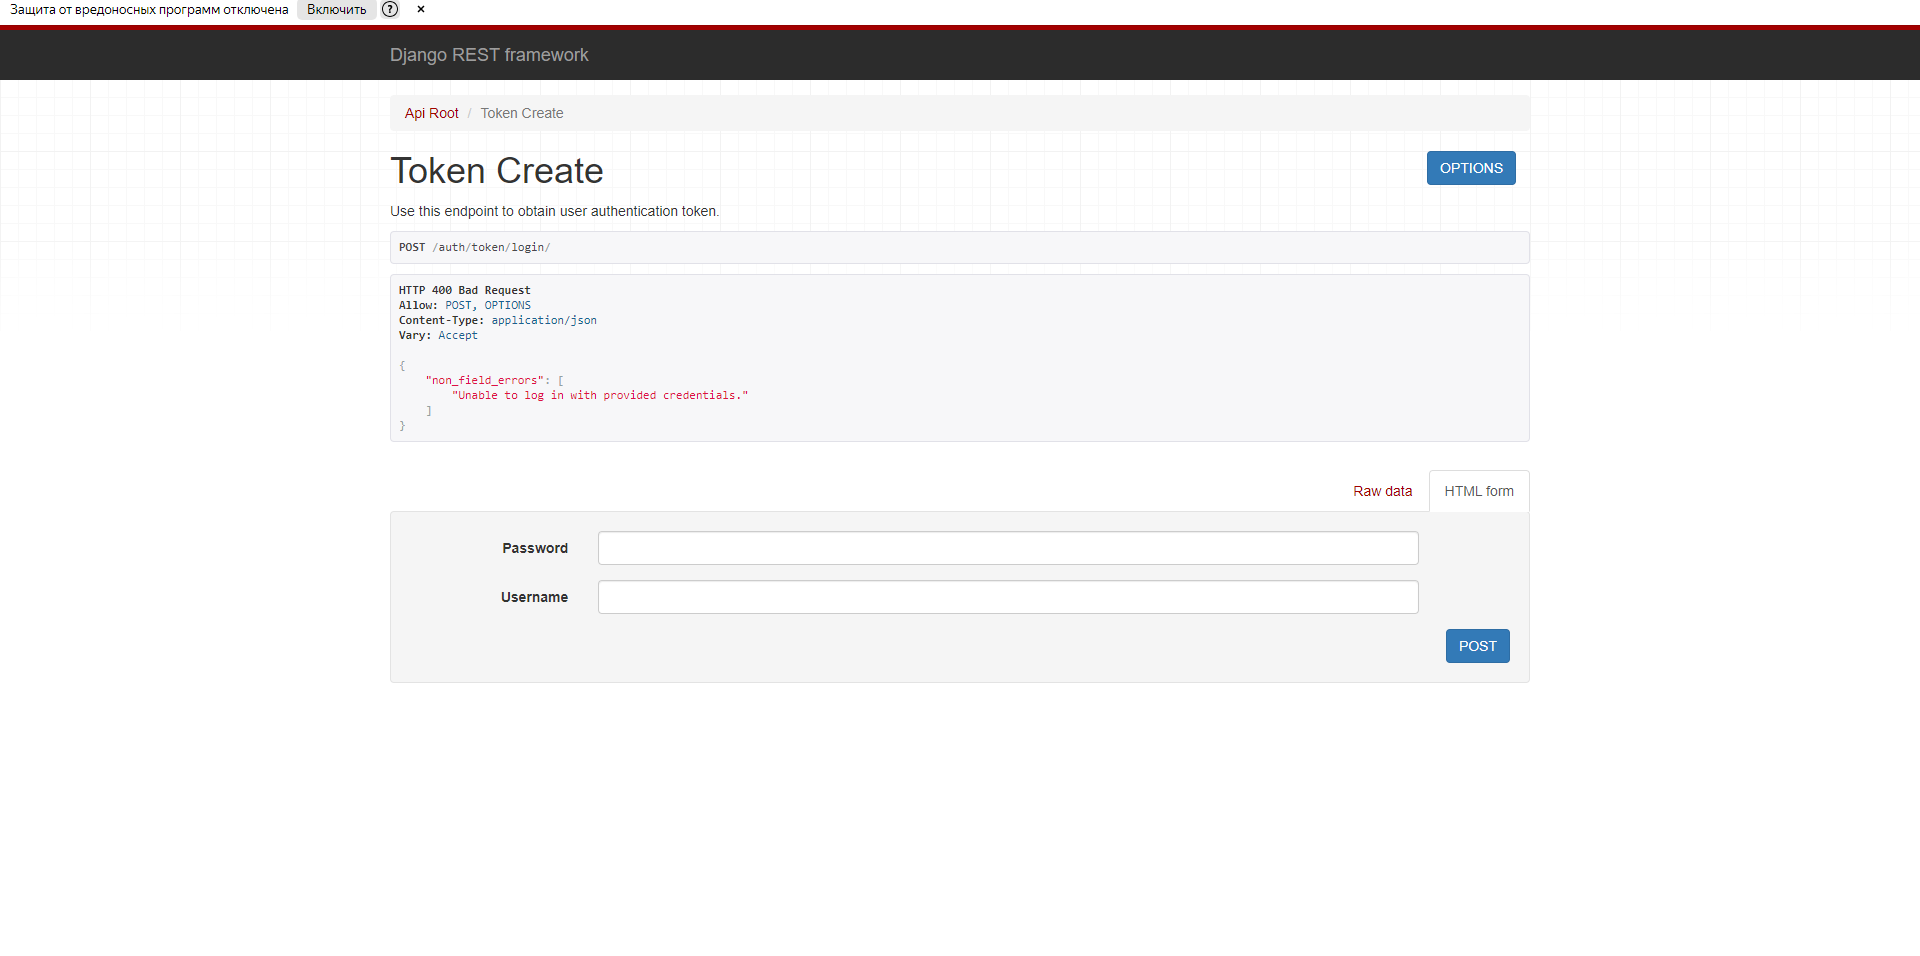 Защита от вредоносных программ отключена Включить ? ×
Django REST framework
Api Root / Token Create
Token Create
OPTIONS
Use this endpoint to obtain user authentication token.
POST /auth/token/login/
HTTP 400 Bad Request
Allow: POST, OPTIONS
Content-Type: application/json
Vary: Accept
{
    "non_field_errors": [
        "Unable to log in with provided credentials."
    ]
}
Raw data HTML form
Password
Username
POST